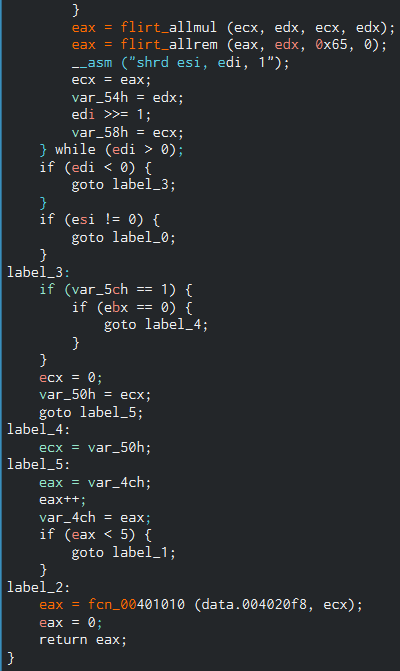 }
eax = flirt_allmul (ecx, edx, ecx, edx);
eax = flirt_allrem (eax, edx, 0x65, 0);
__asm ("shrd esi, edi, 1");
ecx = eax;
var_54h = edx;
edi >>= 1;
var_58h = ecx;
} while (edi > 0);
if (edi < 0) {
goto label_3;
}
if (esi != 0) {
goto label_0;
}
label_3:
if (var_5ch == 1) {
if (ebx == 0) {
goto label_4;
}
}
ecx = 0;
var_50h = ecx;
goto label_5;
label_4:
ecx = var_50h;
label_5:
eax = var_4ch;
eax++;
var_4ch = eax;
if (eax < 5) {
goto label_1;
}
label_2:
eax = fcn_00401010 (data.004020f8, ecx);
eax = 0;
return eax;
}